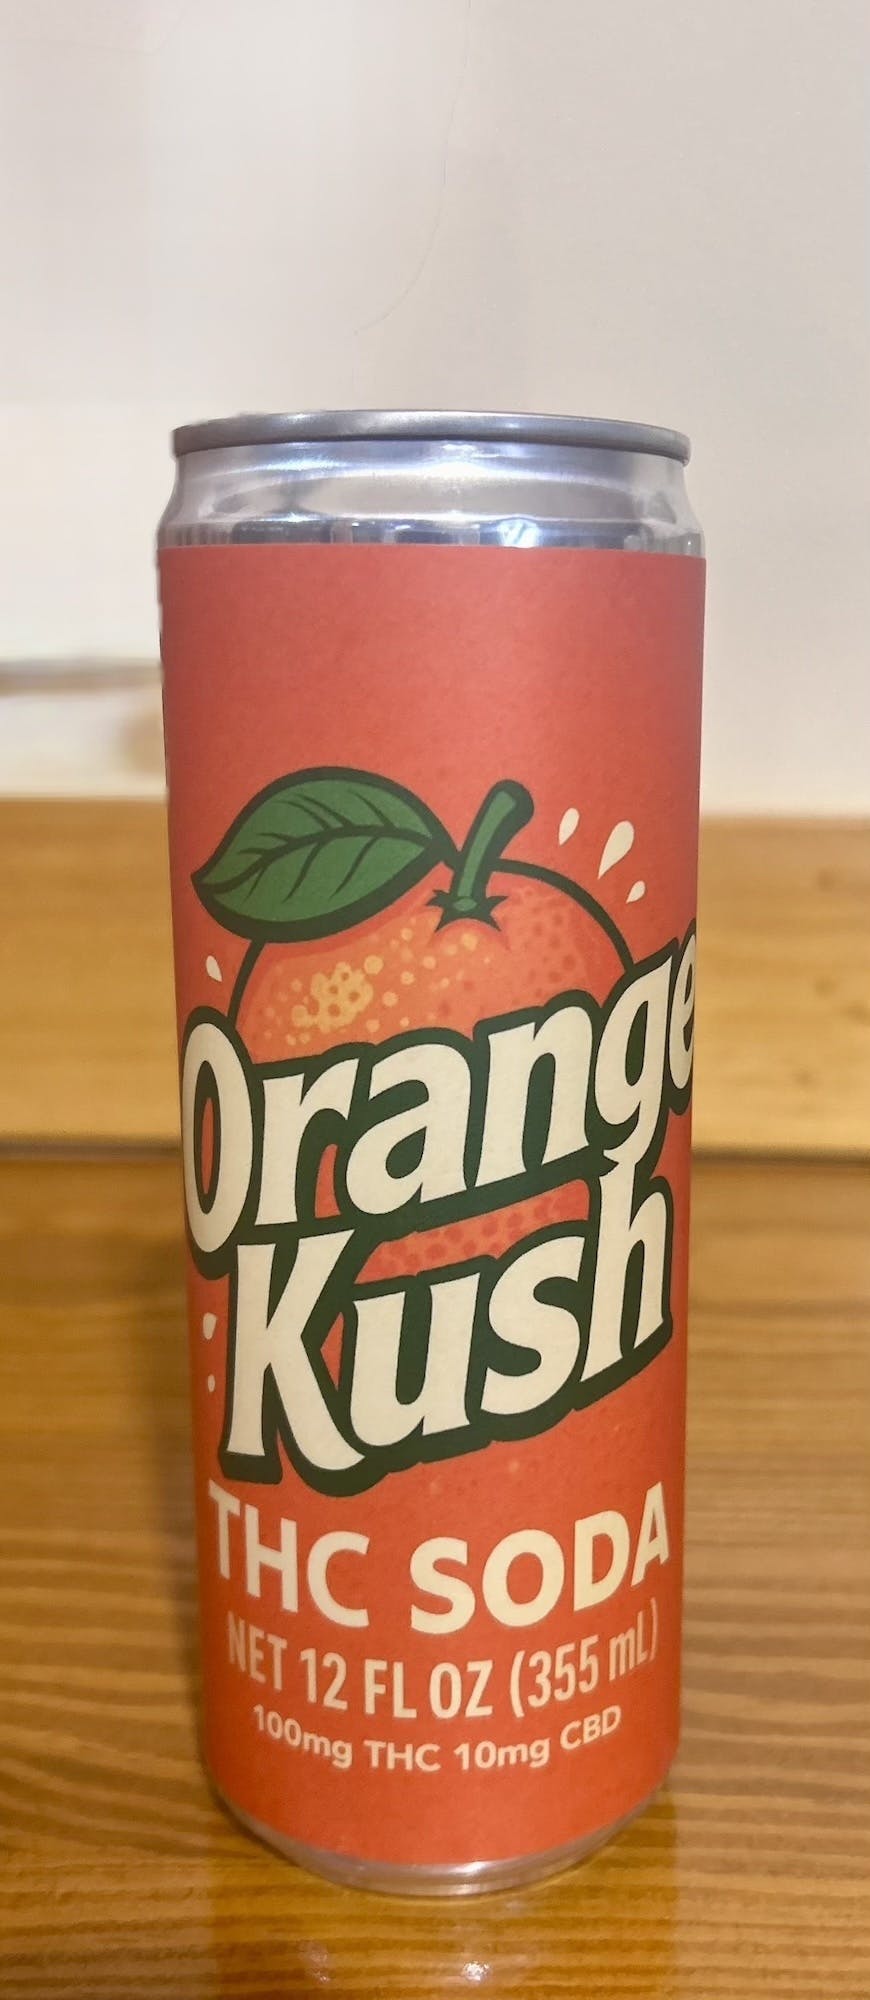 Orange
Kush
THC SODA
NET 12 FL OZ (355 mL)
100mg THC 10mg CBD